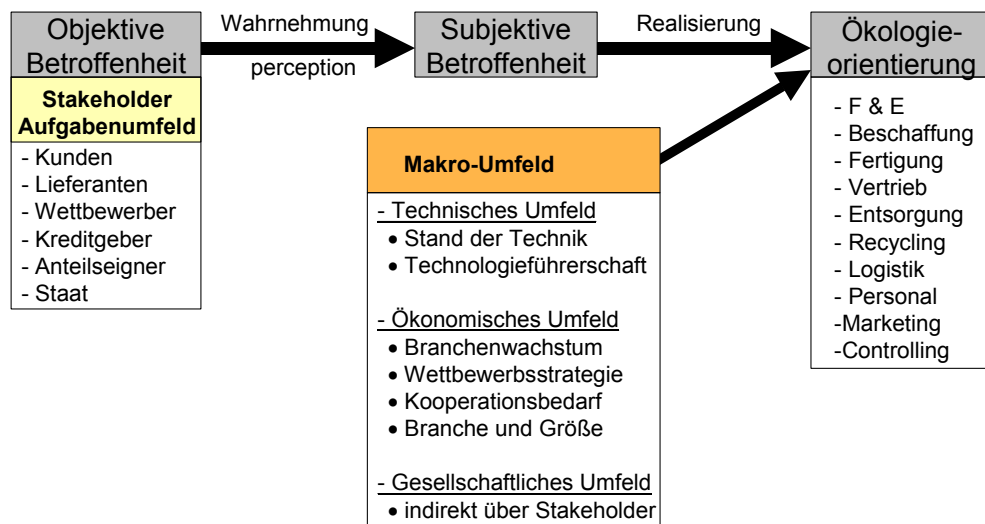 Objektive
Betroffenheit
Wahrnehmung
perception
Subjektive
Betroffenheit
Realisierung
Ökologie-
orientierung
Stakeholder
Aufgabenumfeld
- Kunden
- Lieferanten
- Wettbewerber
- Kreditgeber
- Anteilseigner
- Staat
Makro-Umfeld
- Technisches Umfeld
• Stand der Technik
• Technologieführerschaft
- Ökonomisches Umfeld
• Branchenwachstum
• Wettbewerbsstrategie
• Kooperationsbedarf
• Branche und Größe
- Gesellschaftliches Umfeld
• indirekt über Stakeholder
- F & E
- Beschaffung
- Fertigung
- Vertrieb
- Entsorgung
- Recycling
- Logistik
- Personal
-Marketing
-Controlling